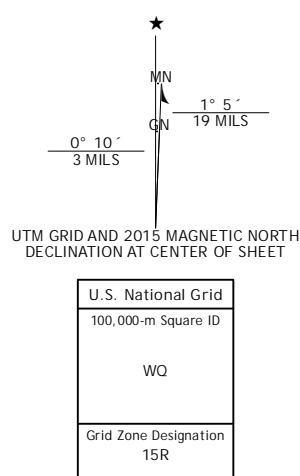 ★
MN
GN
1° 5´
19 MILS
0° 10´
3 MILS
UTM GRID AND 2015 MAGNETIC NORTH
DECLINATION AT CENTER OF SHEET
U.S. National Grid
100,000-m Square ID
WQ
Grid Zone Designation
15R